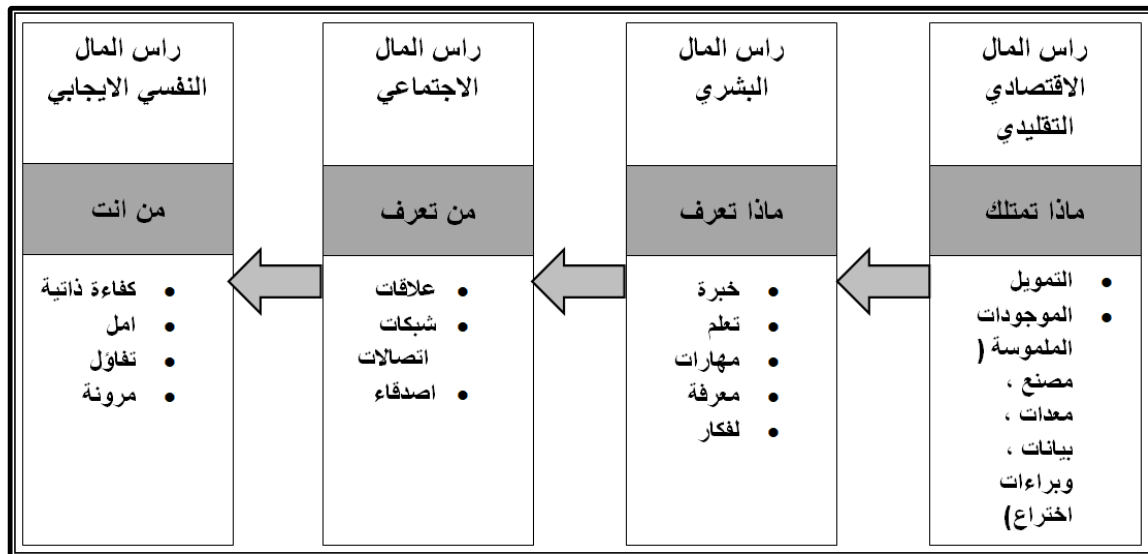 راس المال
الاقتصادي
التقليدي
ماذا تمتلك
• التمويل
• الموجودات
الملموسة (
مصنع ،
معدات ،
بيانات ،
وبراءات
اختراع)
راس المال
البشري
ماذا تعرف
• خبرة
• تعلم
• مهارات
• معرفة
• لفكار
راس المال
الاجتماعي
من تعرف
• علاقات
• شبكات
اتصالات
• اصدقاء
راس المال
النفسي الايجابي
من انت
• كفاءة ذاتية
• امل
• تفاؤل
• مرونة